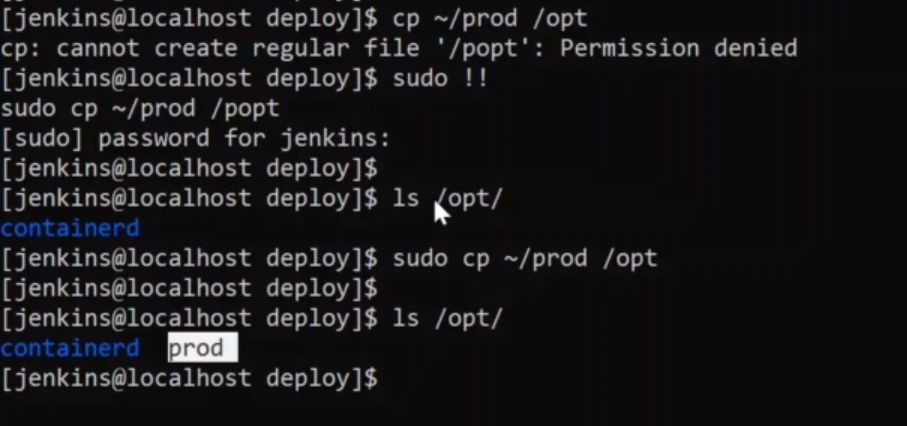 [jenkins@localhost deploy]$ cp ~/prod /opt
cp: cannot create regular file '/popt': Permission denied
[jenkins@localhost deploy]$ sudo !!
sudo cp ~/prod /popt
[sudo] password for jenkins:
[jenkins@localhost deploy]$
[jenkins@localhost deploy]$ ls /opt/
containerd
[jenkins@localhost deploy]$ sudo cp ~/prod /opt
[jenkins@localhost deploy]$
[jenkins@localhost deploy]$ ls /opt/
containerd  prod
[jenkins@localhost deploy]$